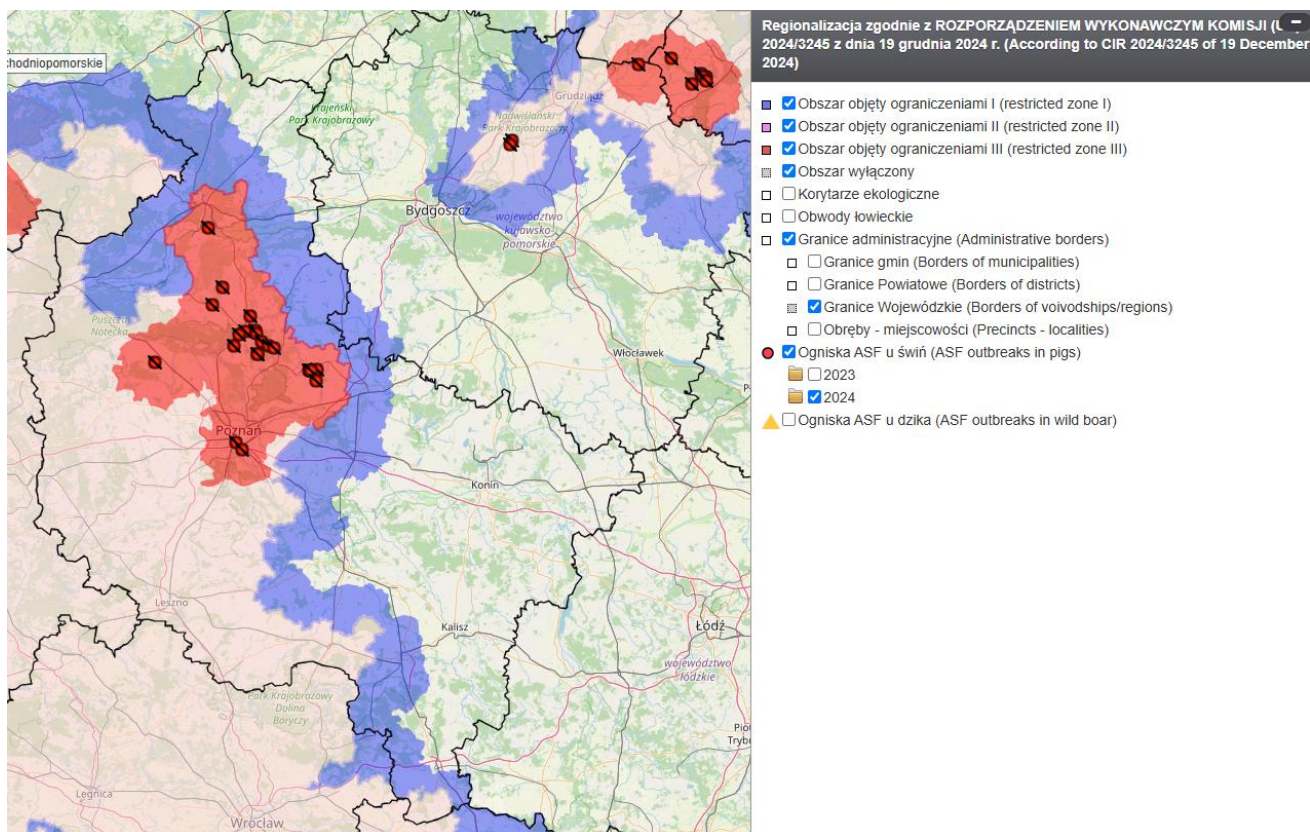 chodniopomorskie
Krajeński
Park Krajobrazowy
Grudziądz
Nadwiślański
Park Krajobrazowy
Bydgoszcz
województwo
kujawsko-
pomorskie
Puszcza
Notecka
Włocławek
Poznań
Konin
Leszno
Kalisz
Łódź
województwo
łódzkie
Park Krajobrazowy
Dolina
Baryczy
Piot
Tryb
Legnica
Wrocław
Regionalizacja zgodnie z ROZPORZĄDZENIEM WYKONAWCZYM KOMISJI
2024/3245 z dnia 19 grudnia 2024 r. (According to CIR 2024/3245 of 19 December
2024)
Obszar objęty ograniczeniami I (restricted zone I)
Obszar objęty ograniczeniami II (restricted zone II)
Obszar objęty ograniczeniami III (restricted zone III)
Obszar wyłączony
Korytarze ekologiczne
Obwody łowieckie
Granice administracyjne (Administrative borders)
Granice gmin (Borders of municipalities)
Granice Powiatowe (Borders of districts)
Granice Wojewódzkie (Borders of voivodships/regions)
Obręby - miejscowości (Precincts - localities)
Ogniska ASF u świń (ASF outbreaks in pigs)
2023
2024
Ogniska ASF u dzika (ASF outbreaks in wild boar)